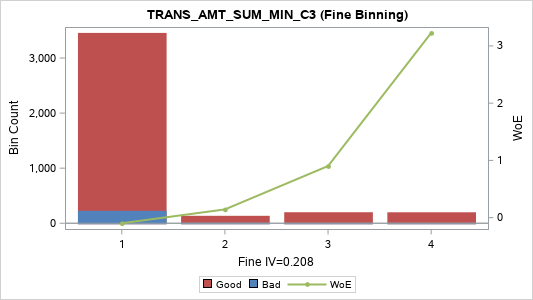 TRANS_AMT_SUM_MIN_C3 (Fine Binning)
Bin Count
3,000
2,000
1,000
0
3
2
1
0
WoE
1 2 3 4
Fine IV=0.208
Good Bad WoE